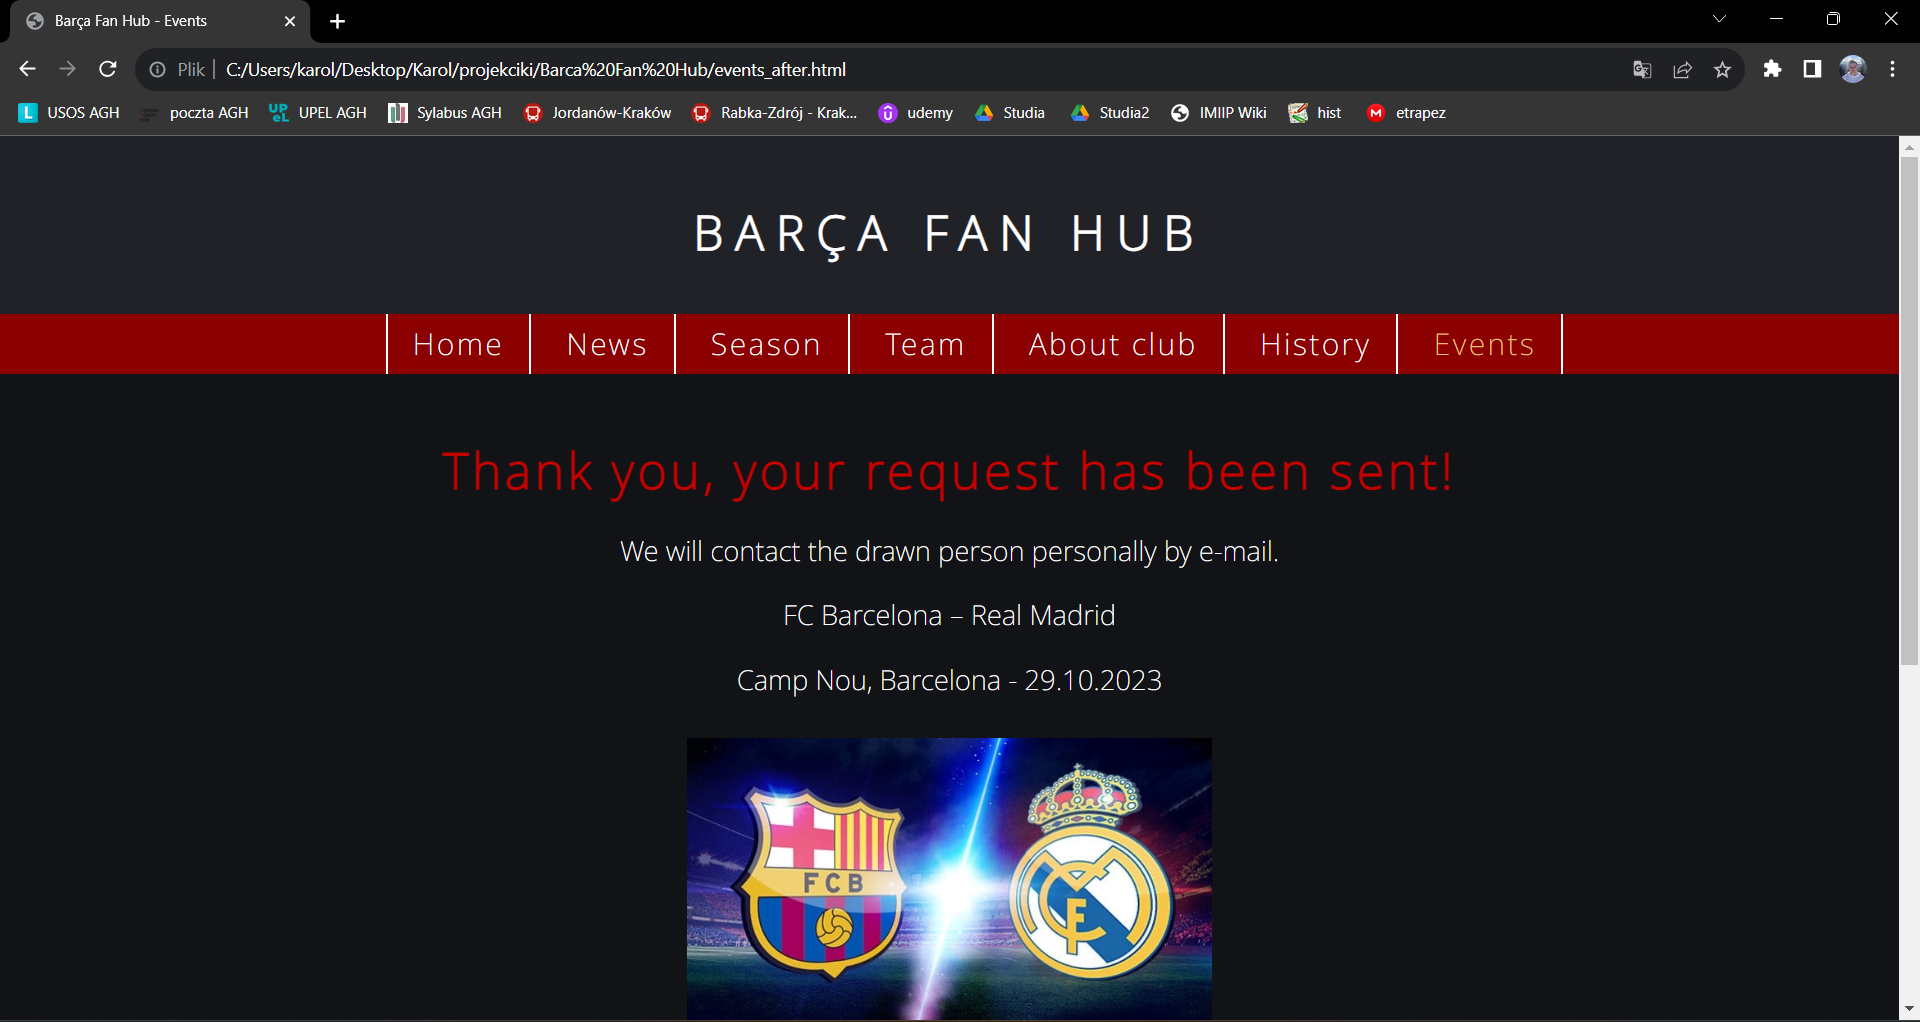 Barça Fan Hub - Events
Plik
C:/Users/karol/Desktop/Karol/projekciki/Barca%20Fan%20Hub/events_after.html
L USOS AGH
poczta AGH
UPeL UPEL AGH
Sylabus AGH
Jordanów-Kraków
Rabka-Zdrój - Krak...
udemy
Studia
Studia2
IMIIP Wiki
hist
M etrapez
BARÇA FAN HUB
Home
News
Season
Team
About club
History
Events
Thank you, your request has been sent!
We will contact the drawn person personally by e-mail.
FC Barcelona – Real Madrid
Camp Nou, Barcelona - 29.10.2023
FCB